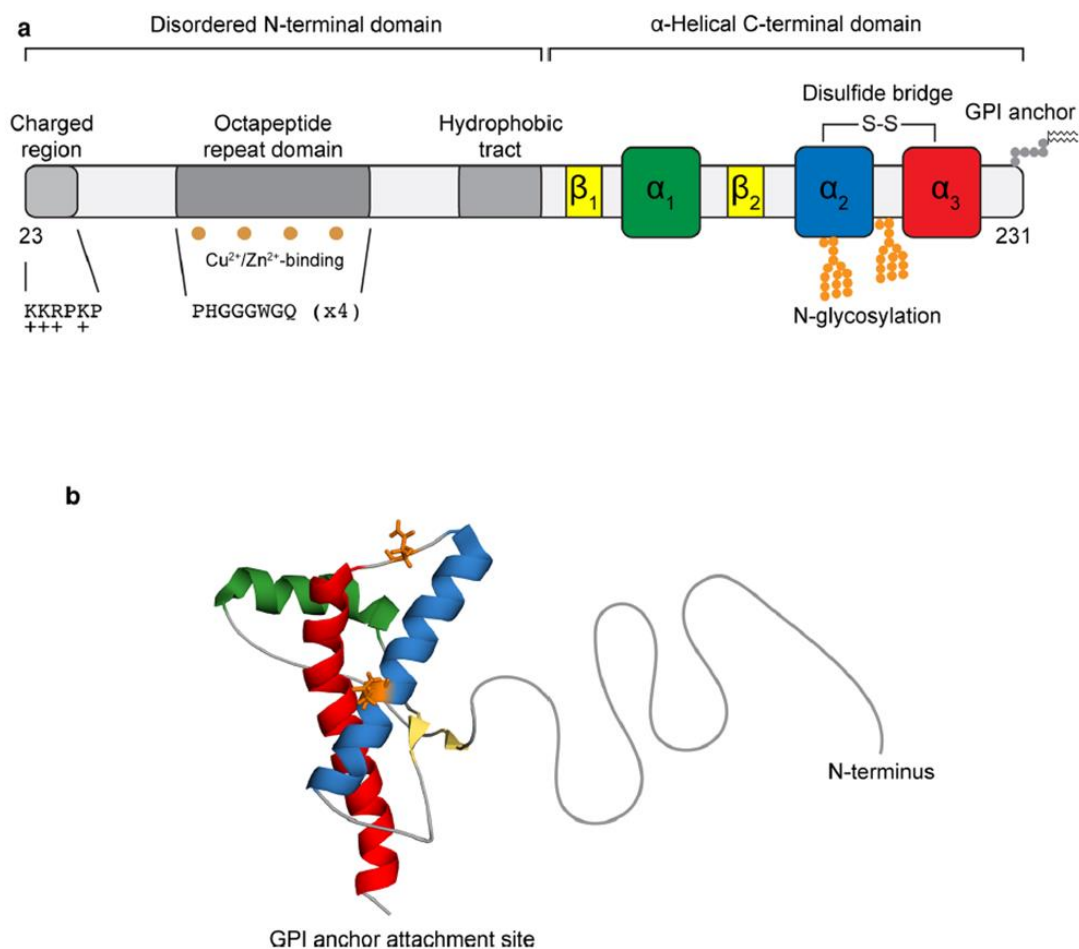 a
Disordered N-terminal domain
α-Helical C-terminal domain
Disulfide bridge
S-S
GPI anchor
Charged
region
Octapeptide
repeat domain
Hydrophobic
tract
β1
α1
β2
α2
α3
23
231
Cu²⁺/Zn²⁺-binding
KKRPKP
+++ +
PHGGGWGQ (x4)
N-glycosylation
b
N-terminus
GPI anchor attachment site